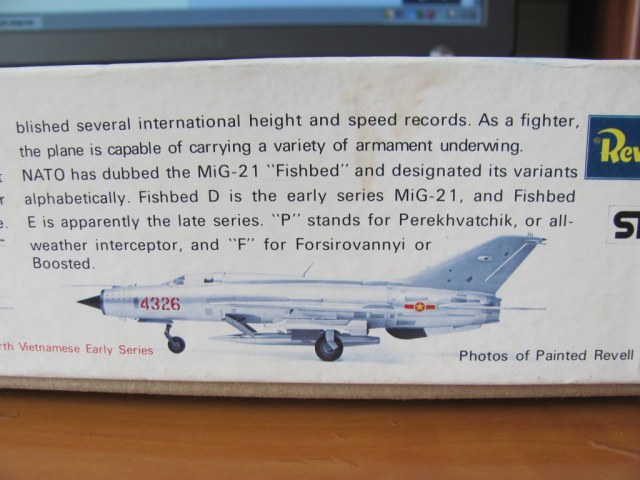 blished several international height and speed records. As a fighter,
the plane is capable of carrying a variety of armament underwing.
NATO has dubbed the MiG-21 "Fishbed" and designated its variants
alphabetically. Fishbed D is the early series MiG-21, and Fishbed
E is apparently the late series. "P" stands for Perekhvatchik, or all-
weather interceptor, and "F" for Forsirovannyi or
Boosted.
4326
rth Vietnamese Early Series
Photos of Painted Revell
Rev